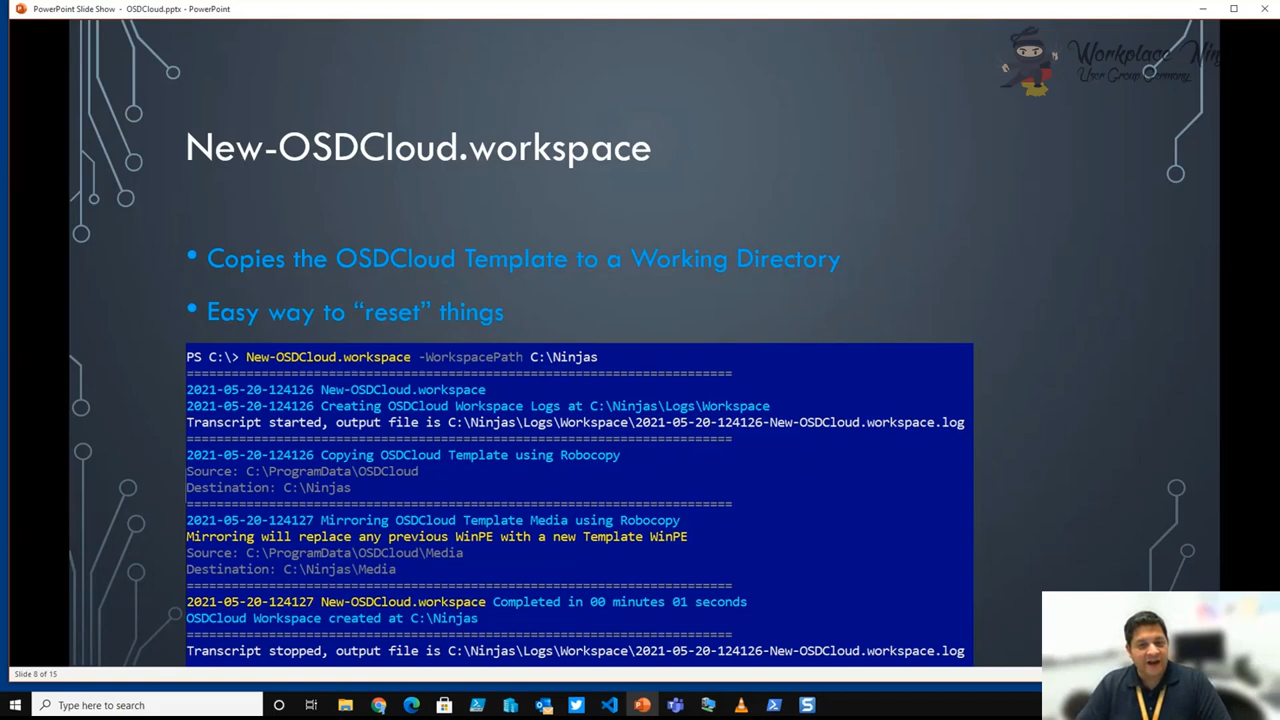 PowerPoint Slide Show - OSDCloud.pptx - PowerPoint
Workplace Nin
User Group Germany
New-OSDCloud.workspace
• Copies the OSDCloud Template to a Working Directory
• Easy way to “reset” things
PS C:\> New-OSDCloud.workspace -WorkspacePath C:\Ninjas
=========================================================================
2021-05-20-124126 New-OSDCloud.workspace
2021-05-20-124126 Creating OSDCloud Workspace Logs at C:\Ninjas\Logs\Workspace
Transcript started, output file is C:\Ninjas\Logs\Workspace\2021-05-20-124126-New-OSDCloud.workspace.log
=========================================================================
2021-05-20-124126 Copying OSDCloud Template using Robocopy
Source: C:\ProgramData\OSDCloud
Destination: C:\Ninjas
=========================================================================
2021-05-20-124127 Mirroring OSDCloud Template Media using Robocopy
Mirroring will replace any previous WinPE with a new Template WinPE
Source: C:\ProgramData\OSDCloud\Media
Destination: C:\Ninjas\Media
=========================================================================
2021-05-20-124127 New-OSDCloud.workspace Completed in 00 minutes 01 seconds
OSDCloud Workspace created at C:\Ninjas
=========================================================================
Transcript stopped, output file is C:\Ninjas\Logs\Workspace\2021-05-20-124126-New-OSDCloud.workspace.log
Slide 8 of 15
Type here to search